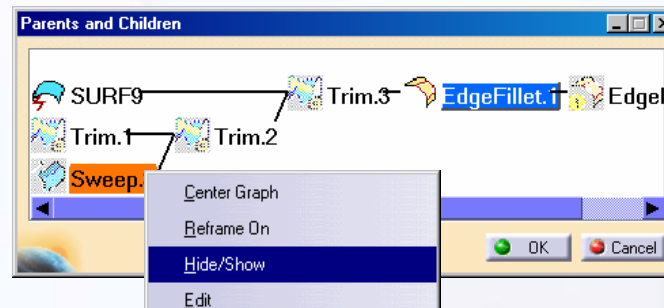 Parents and Children
SURF9 Trim.3 EdgeFillet.1
Trim.1 Trim.2
Sweep.
Center Graph
Reframe On
Hide/Show
Edit
OK Cancel